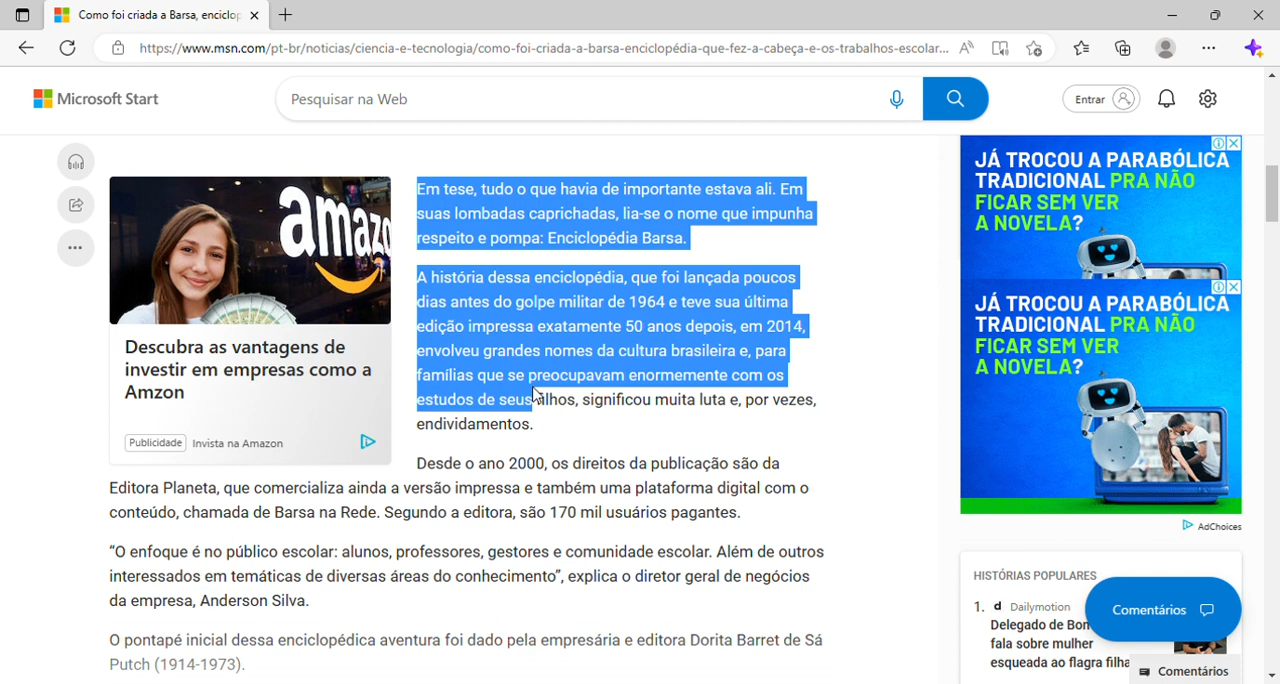 Como foi criada a Barsa, enciclop
https://www.msn.com/pt-br/noticias/ciencia-e-tecnologia/como-foi-criada-a-barsa-enciclopédia-que-fez-a-cabeça-e-os-trabalhos-escolar...
Microsoft Start
Pesquisar na Web
Entrar
amazo
Descubra as vantagens de
investir em empresas como a
Amzon
Publicidade Invista na Amazon
Em tese, tudo o que havia de importante estava ali. Em
suas lombadas caprichadas, lia-se o nome que impunha
respeito e pompa: Enciclopédia Barsa.
A história dessa enciclopédia, que foi lançada poucos
dias antes do golpe militar de 1964 e teve sua última
edição impressa exatamente 50 anos depois, em 2014,
envolveu grandes nomes da cultura brasileira e, para
famílias que se preocupavam enormemente com os
estudos de seus filhos, significou muita luta e, por vezes,
endividamentos.
Desde o ano 2000, os direitos da publicação são da
Editora Planeta, que comercializa ainda a versão impressa e também uma plataforma digital com o
conteúdo, chamada de Barsa na Rede. Segundo a editora, são 170 mil usuários pagantes.
“O enfoque é no público escolar: alunos, professores, gestores e comunidade escolar. Além de outros
interessados em temáticas de diversas áreas do conhecimento”, explica o diretor geral de negócios
da empresa, Anderson Silva.
O pontapé inicial dessa enciclopédica aventura foi dado pela empresária e editora Dorita Barret de Sá
Putch (1914-1973).
JÁ TROCOU A PARABÓLICA
TRADICIONAL PRA NÃO
FICAR SEM VER
A NOVELA?
JÁ TROCOU A PARABÓLICA
TRADICIONAL PRA NÃO
FICAR SEM VER
A NOVELA?
AdChoices
HISTÓRIAS POPULARES
1. d Dailymotion
Delegado de Bon
fala sobre mulher
esqueada ao flagra filha
Comentários
Comentários